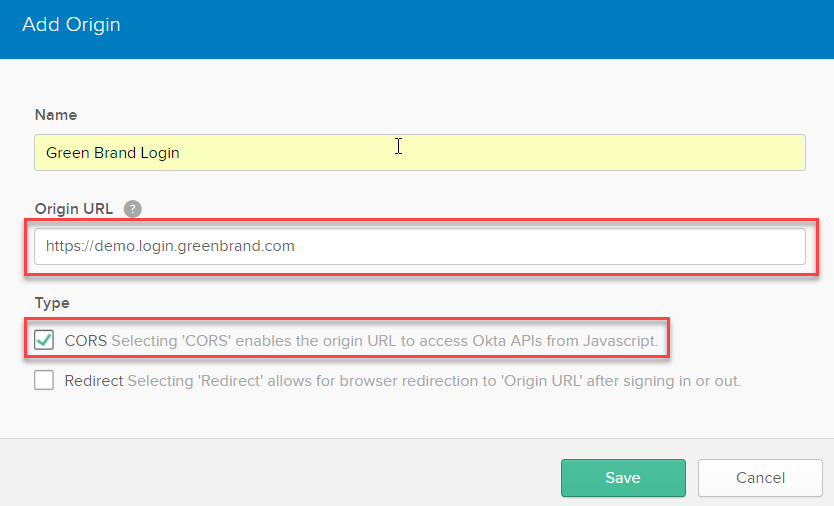 Add Origin
Name
Green Brand Login
Origin URL ?
https://demo.login.greenbrand.com
Type
CORS Selecting 'CORS' enables the origin URL to access Okta APIs from Javascript.
Redirect Selecting 'Redirect' allows for browser redirection to 'Origin URL' after signing in or out.
Save Cancel